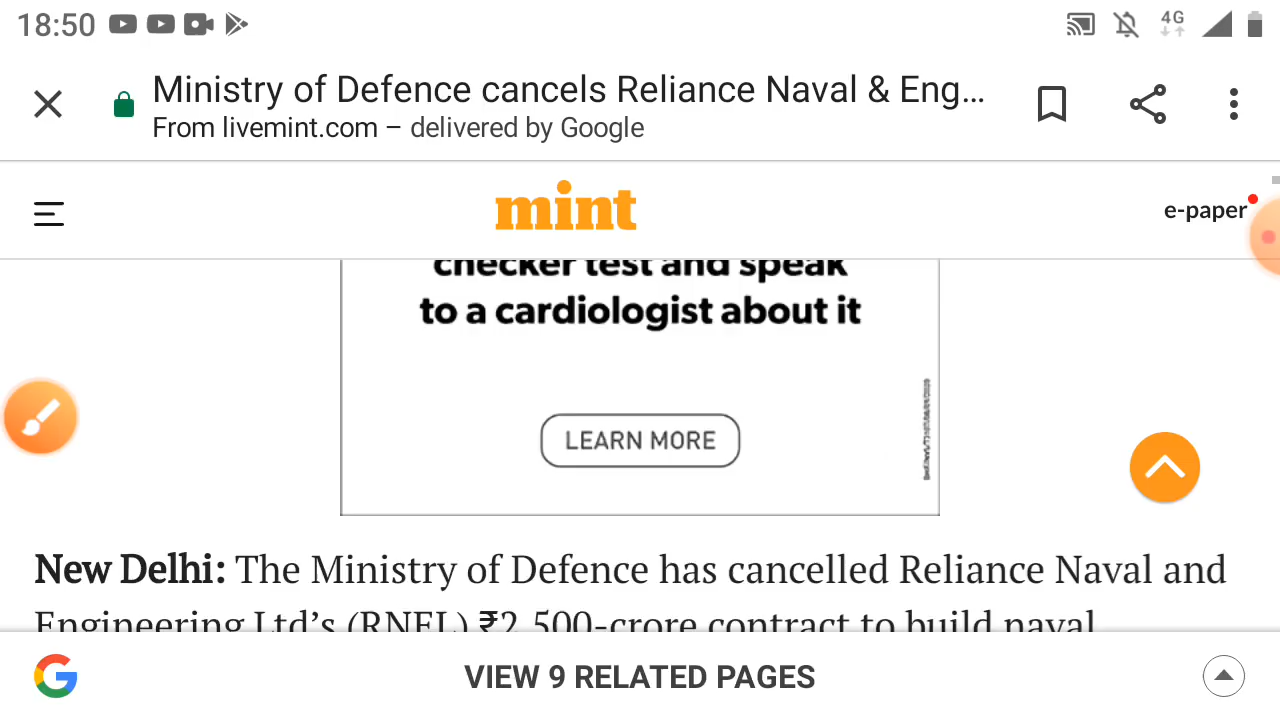 18:50
4G
Ministry of Defence cancels Reliance Naval & Eng...
From livemint.com – delivered by Google
mint
e-paper
checker test and speak
to a cardiologist about it
LEARN MORE
New Delhi: The Ministry of Defence has cancelled Reliance Naval and
Engineering Ltd’s (RNEL) ₹2,500-crore contract to build naval
VIEW 9 RELATED PAGES